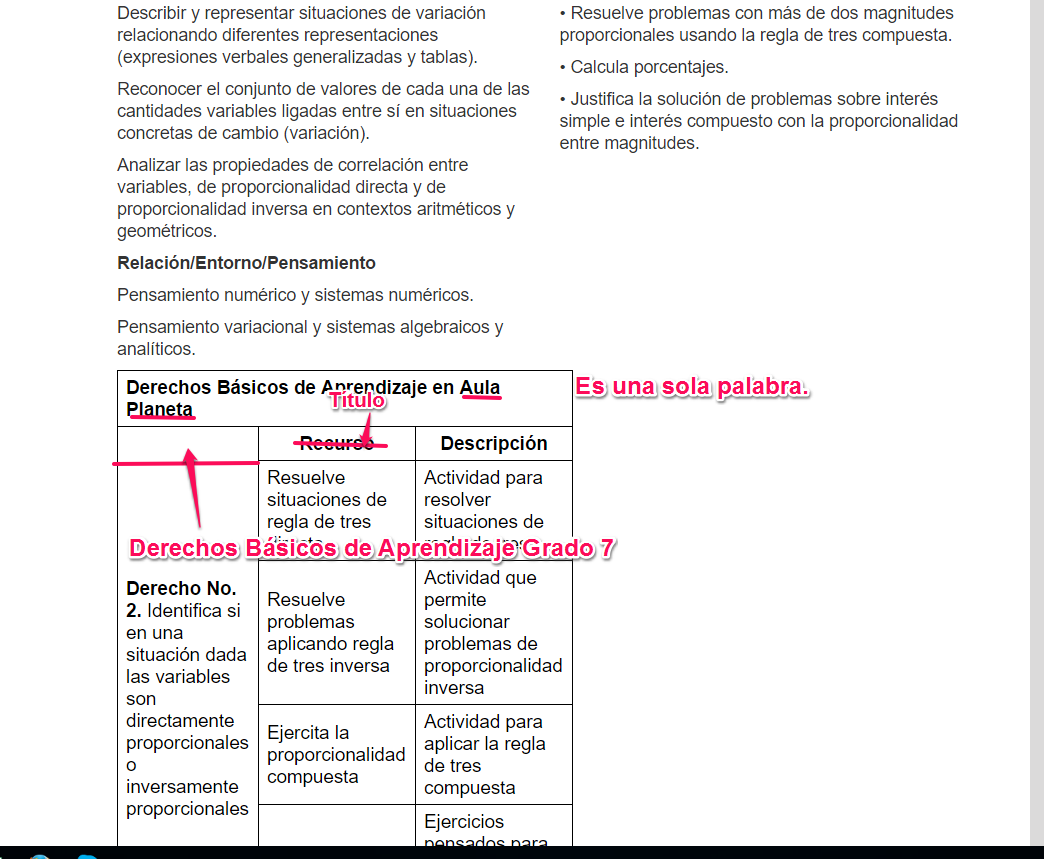 Describir y representar situaciones de variación
relacionando diferentes representaciones
(expresiones verbales generalizadas y tablas).
Reconocer el conjunto de valores de cada una de las
cantidades variables ligadas entre sí en situaciones
concretas de cambio (variación).
Analizar las propiedades de correlación entre
variables, de proporcionalidad directa y de
proporcionalidad inversa en contextos aritméticos y
geométricos.
Relación/Entorno/Pensamiento
Pensamiento numérico y sistemas numéricos.
Pensamiento variacional y sistemas algebraicos y
analíticos.
• Resuelve problemas con más de dos magnitudes
proporcionales usando la regla de tres compuesta.
• Calcula porcentajes.
• Justifica la solución de problemas sobre interés
simple e interés compuesto con la proporcionalidad
entre magnitudes.
Derechos Básicos de Aprendizaje en Aula
Planeta
Es una sola palabra.
Título
Recurso
Descripción
Derechos Básicos de Aprendizaje Grado 7
Derecho No.
2. Identifica si
en una
situación dada
las variables
son
directamente
proporcionales
o
inversamente
proporcionales
Resuelve
situaciones de
regla de tres
Actividad para
resolver
situaciones de
Resuelve
problemas
aplicando regla
de tres inversa
Actividad que
permite
solucionar
problemas de
proporcionalidad
inversa
Ejercita la
proporcionalidad
compuesta
Actividad para
aplicar la regla
de tres
compuesta
Ejercicios
pensados para